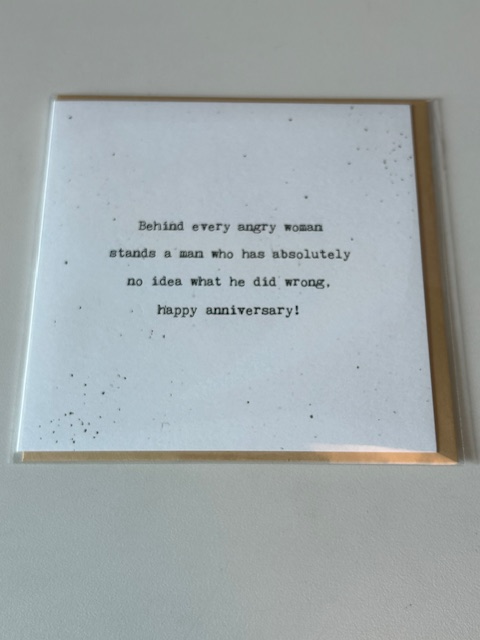 Behind every angry woman
stands a man who has absolutely
no idea what he did wrong.
Happy anniversary!